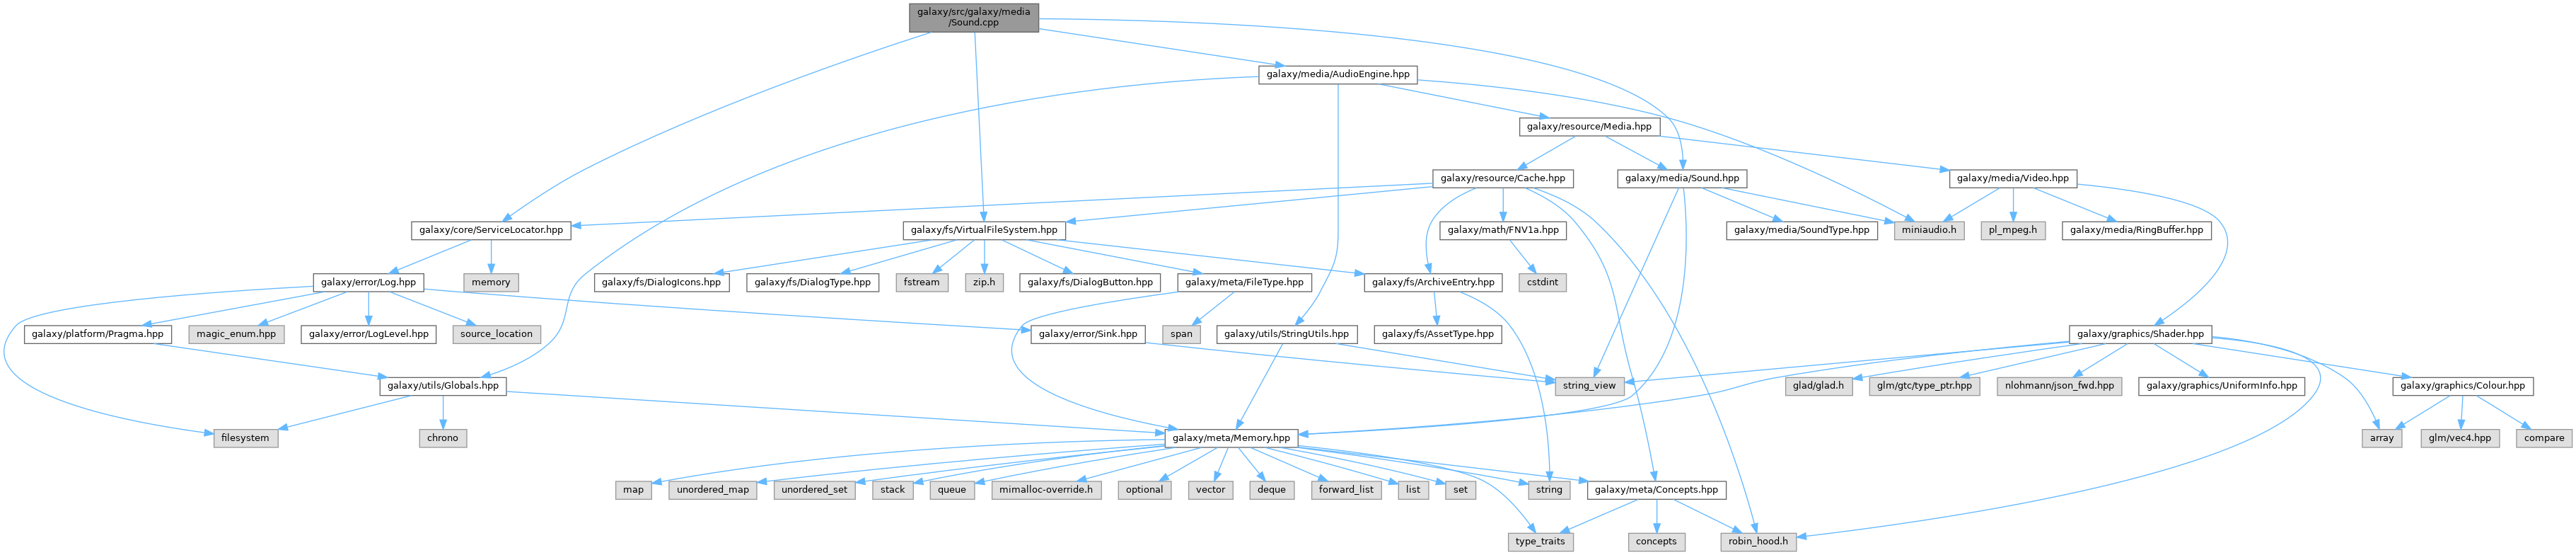 galaxy/src/galaxy/media
/Sound.cpp
galaxy/media/AudioEngine.hpp
galaxy/resource/Media.hpp
galaxy/resource/Cache.hpp
galaxy/media/Sound.hpp
galaxy/media/Video.hpp
galaxy/core/ServiceLocator.hpp
galaxy/fs/VirtualFileSystem.hpp
galaxy/math/FNV1a.hpp
galaxy/media/SoundType.hpp
miniaudio.h
pl_mpeg.h
galaxy/media/RingBuffer.hpp
galaxy/error/Log.hpp
memory
galaxy/fs/DialogIcons.hpp
galaxy/fs/DialogType.hpp
fstream
zip.h
galaxy/fs/DialogButton.hpp
galaxy/meta/FileType.hpp
galaxy/fs/ArchiveEntry.hpp
cstdint
galaxy/platform/Pragma.hpp
magic_enum.hpp
galaxy/error/LogLevel.hpp
source_location
galaxy/error/Sink.hpp
span
galaxy/utils/StringUtils.hpp
galaxy/fs/AssetType.hpp
galaxy/graphics/Shader.hpp
galaxy/utils/Globals.hpp
string_view
glad/glad.h
glm/gtc/type_ptr.hpp
nlohmann/json_fwd.hpp
galaxy/graphics/UniformInfo.hpp
galaxy/graphics/Colour.hpp
filesystem
chrono
galaxy/meta/Memory.hpp
array
glm/vec4.hpp
compare
map
unordered_map
unordered_set
stack
queue
mimalloc-override.h
optional
vector
deque
forward_list
list
set
string
galaxy/meta/Concepts.hpp
type_traits
concepts
robin_hood.h